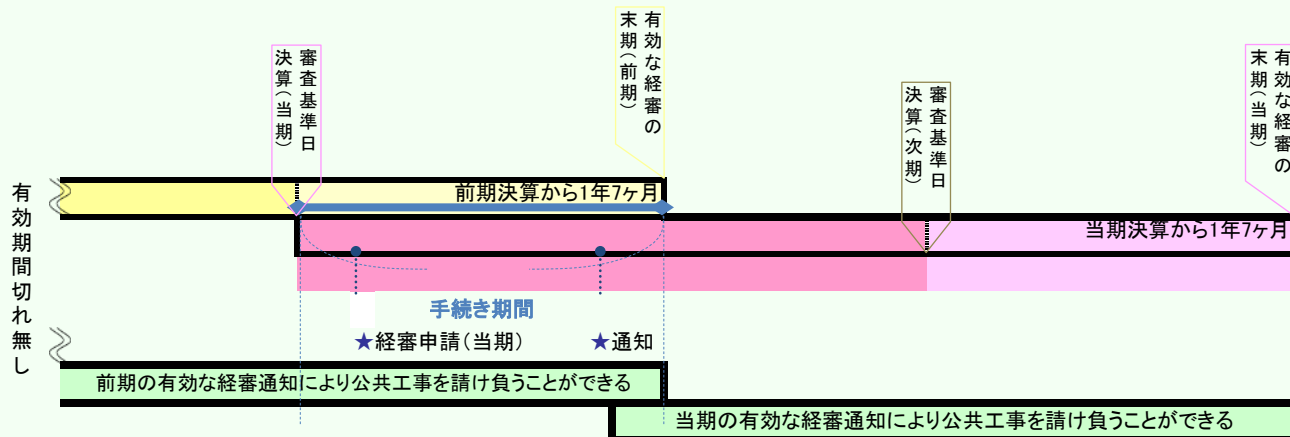 審査基準日
決算(当期)
有効な経審の
末期(前期)
審査基準日
決算(次期)
有効な経審の
末期(当期)
有効期間切れ無し
前期決算から1年7ヶ月
当期決算から1年7ヶ月
手続き期間
★経審申請(当期)
★通知
前期の有効な経審通知により公共工事を請け負うことができる
当期の有効な経審通知により公共工事を請け負うことができる